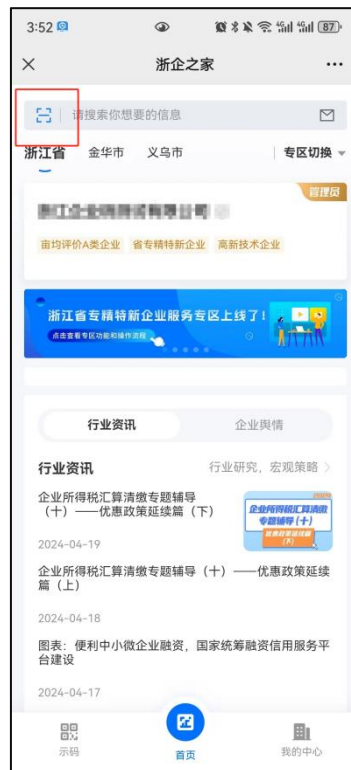 3:52
4G 4G 87
浙企之家
请搜索你想要的信息
浙江省 金华市 义乌市 专区切换
管理员
亩均评价A类企业 省专精特新企业 高新技术企业
浙江省专精特新企业服务专区上线了!
点击查看专区功能和操作流程
行业资讯 企业舆情
行业资讯 行业研究，宏观策略
企业所得税汇算清缴专题辅导
（十）——优惠政策延续篇（下）
企业所得税汇算清缴
专题辅导（十）
优惠政策延续篇
（下）
2024-04-19
企业所得税汇算清缴专题辅导（十）——优惠政策延续
篇（上）
2024-04-18
图表：便利中小微企业融资，国家统筹融资信用服务平
台建设
2024-04-17
示码 首页 我的中心